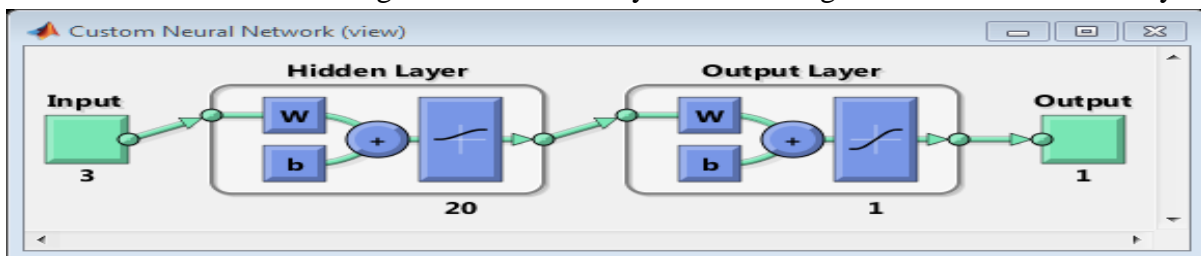 Custom Neural Network (view)
Hidden Layer
Output Layer
Input
Output
W
b
+
W
b
+
3
20
1
1